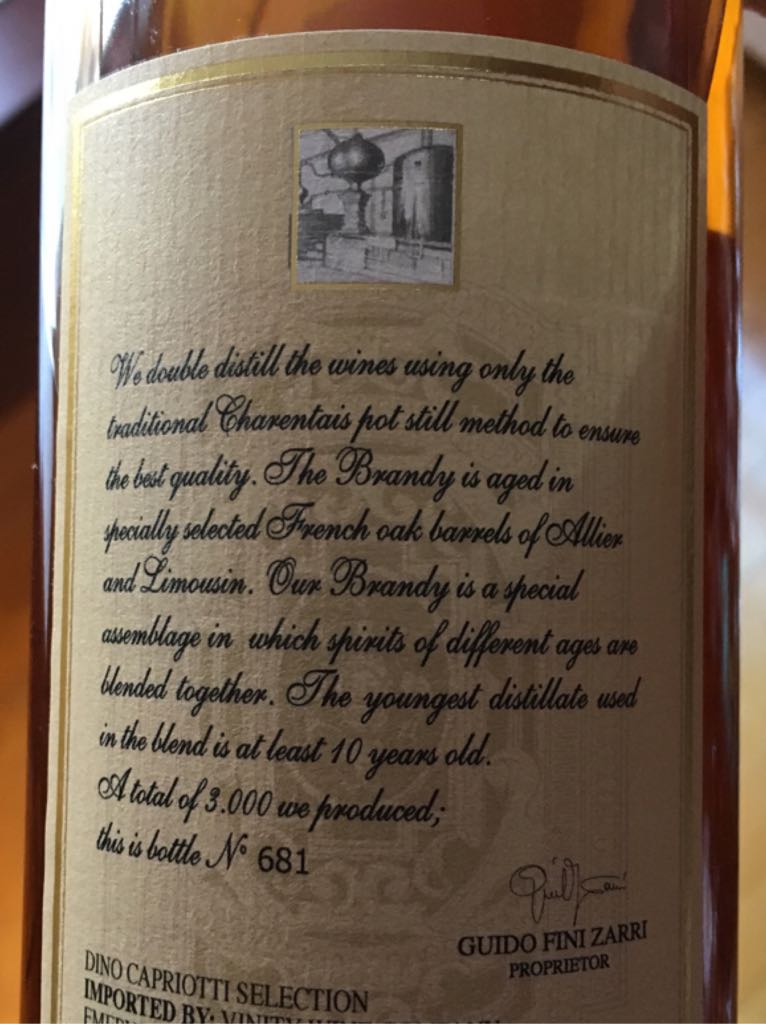 We double distill the wines using only the
traditional Charentais pot still method to ensure
the best quality. The Brandy is aged in
specially selected French oak barrels of Allier
and Limousin. Our Brandy is a special
assemblage in which spirits of different ages are
blended together. The youngest distillate used
in the blend is at least 10 years old.
A total of 3.000 we produced;
this is bottle N° 681
GUIDO FINI ZARRI
PROPRIETOR
DINO CAPRIOTTI SELECTION
IMPORTED BY: VINITY WINE